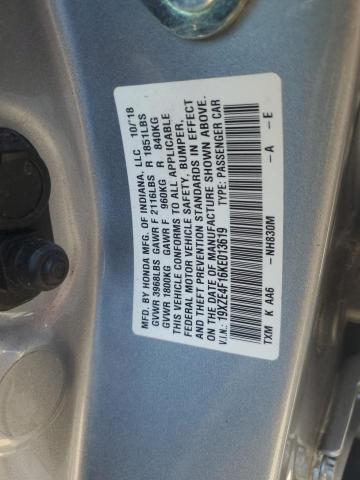 MFD. BY HONDA MFG. OF INDIANA, LLC 10/18
GVWR 3968LBS GAWR F 2116LBS R 1851LBS
GVWR 1800KG GAWR F 960KG R 840KG
THIS VEHICLE CONFORMS TO ALL APPLICABLE
FEDERAL MOTOR VEHICLE SAFETY, BUMPER,
AND THEFT PREVENTION STANDARDS IN EFFECT
ON THE DATE OF MANUFACTURE SHOWN ABOVE.
V.I.N.: 19XZE4F16KE013619 TYPE: PASSENGER CAR
TXM K AA6 -NH830M -A -E